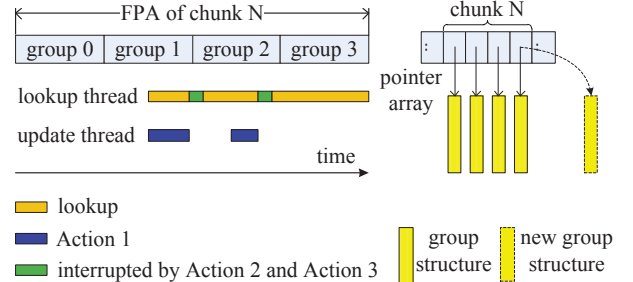 FPA of chunk N
group 0 group 1 group 2 group 3
lookup thread
update thread
time
lookup
Action 1
interrupted by Action 2 and Action 3
chunk N
: :
pointer
array
group
structure
new group
structure